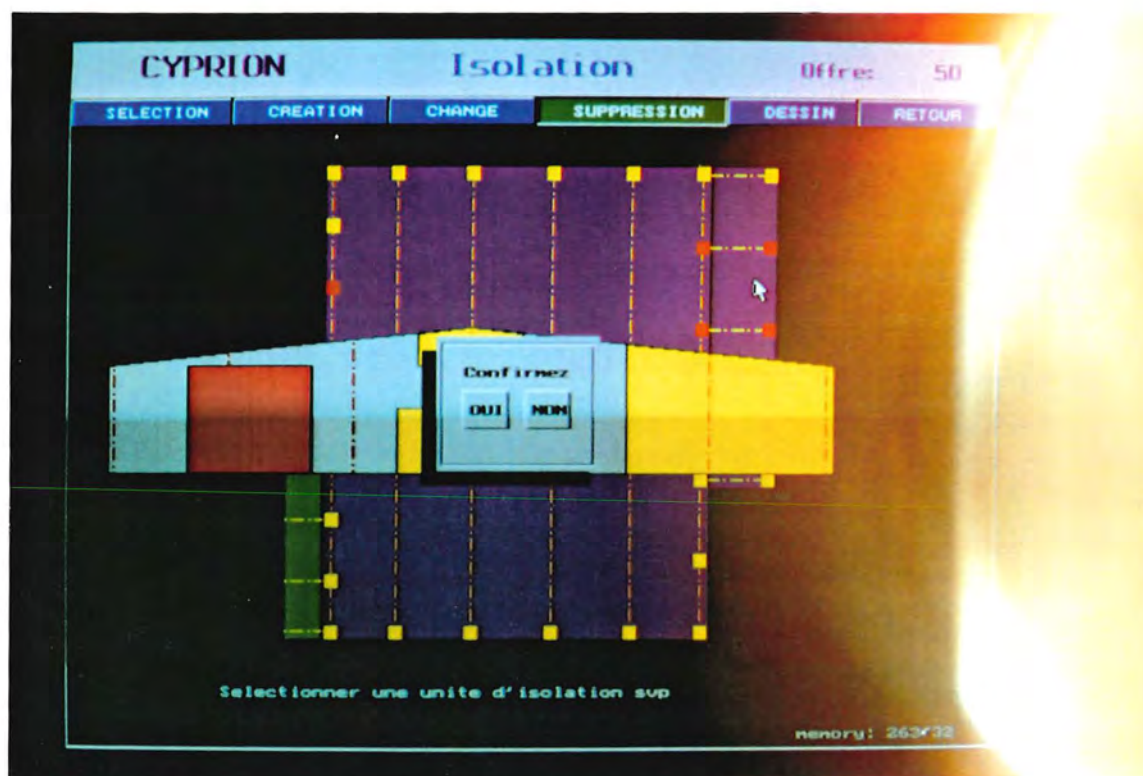 CYPRION Isolation Offre: 50
SELECTION CREATION CHANGE SUPPRESSION DESSIN RETOUR
Confirmez
OUI NON
Selectionner une unite d'isolation svp
memory: